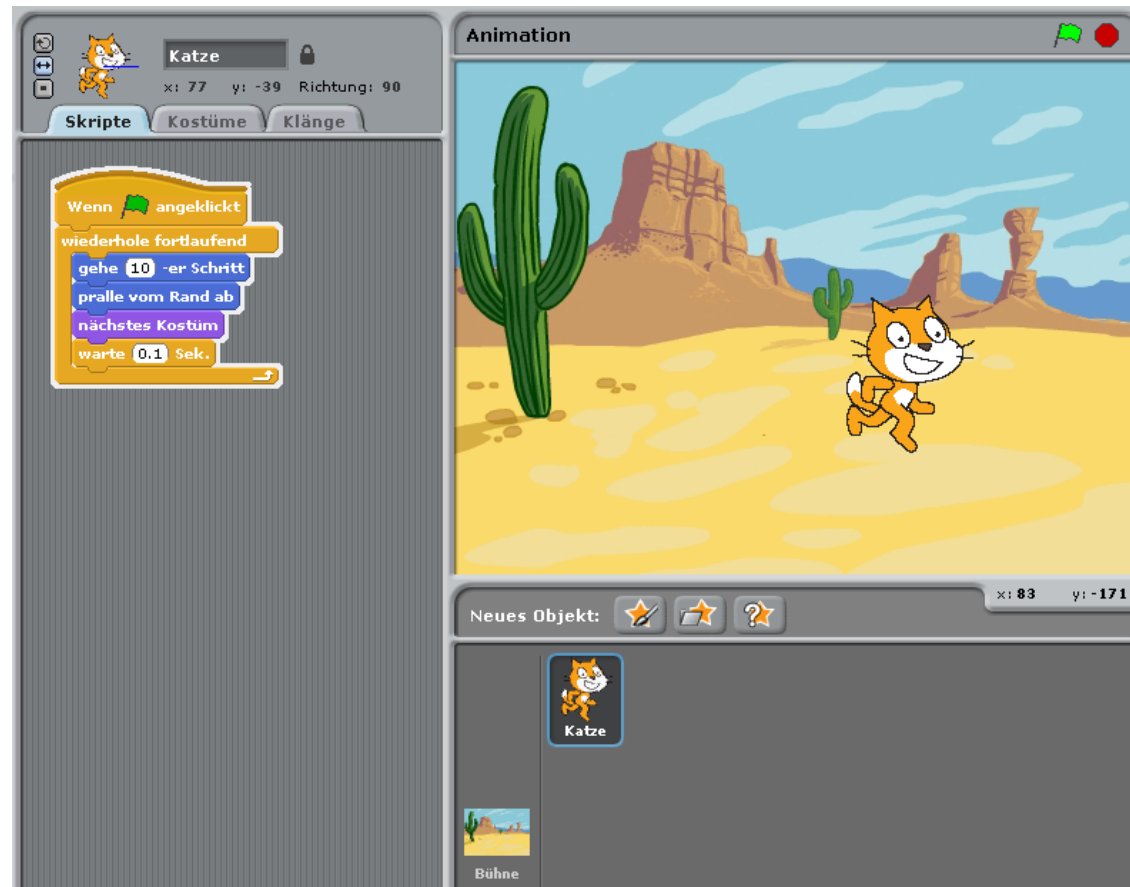 Katze
x: 77 y: -39 Richtung: 90
Skripte Kostüme Klänge
Wenn angeklickt
wiederhole fortlaufend
gehe 10 -er Schritt
pralle vom Rand ab
nächstes Kostüm
warte 0.1 Sek.
Animation
x: 83 y: -171
Neues Objekt:
Katze
Bühne